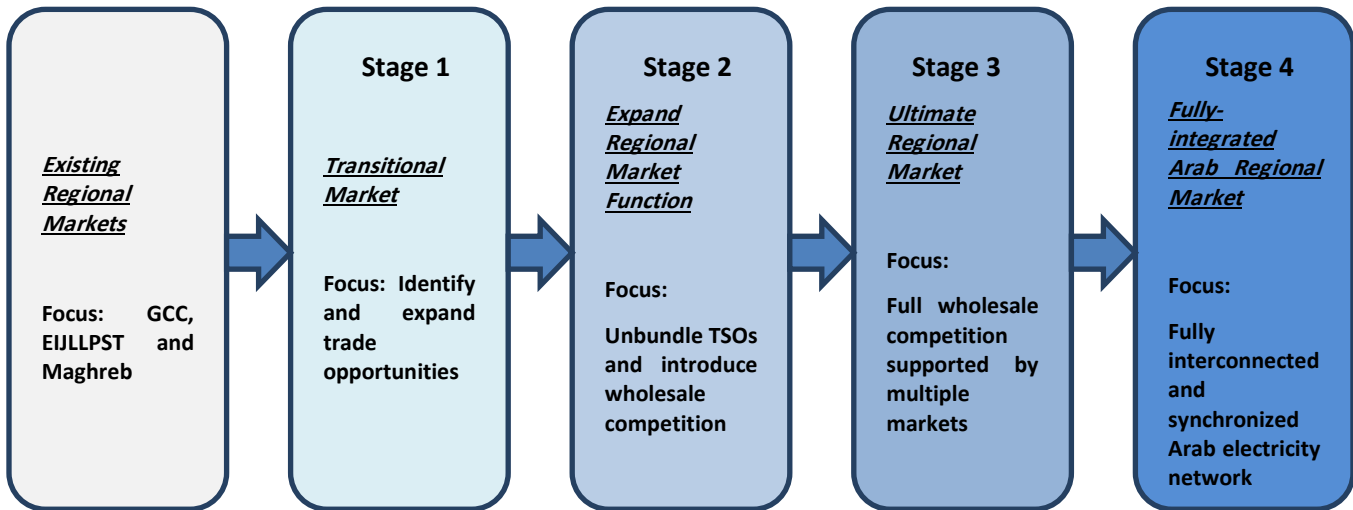 Existing
Regional
Markets
Focus: GCC,
EIJLLPST and
Maghreb
Stage 1
Transitional
Market
Focus: Identify
and expand
trade
opportunities
Stage 2
Expand
Regional
Market
Function
Focus:
Unbundle TSOs
and introduce
wholesale
competition
Stage 3
Ultimate
Regional
Market
Focus:
Full wholesale
competition
supported by
multiple
markets
Stage 4
Fully-
integrated
Arab Regional
Market
Focus:
Fully
interconnected
and
synchronized
Arab electricity
network